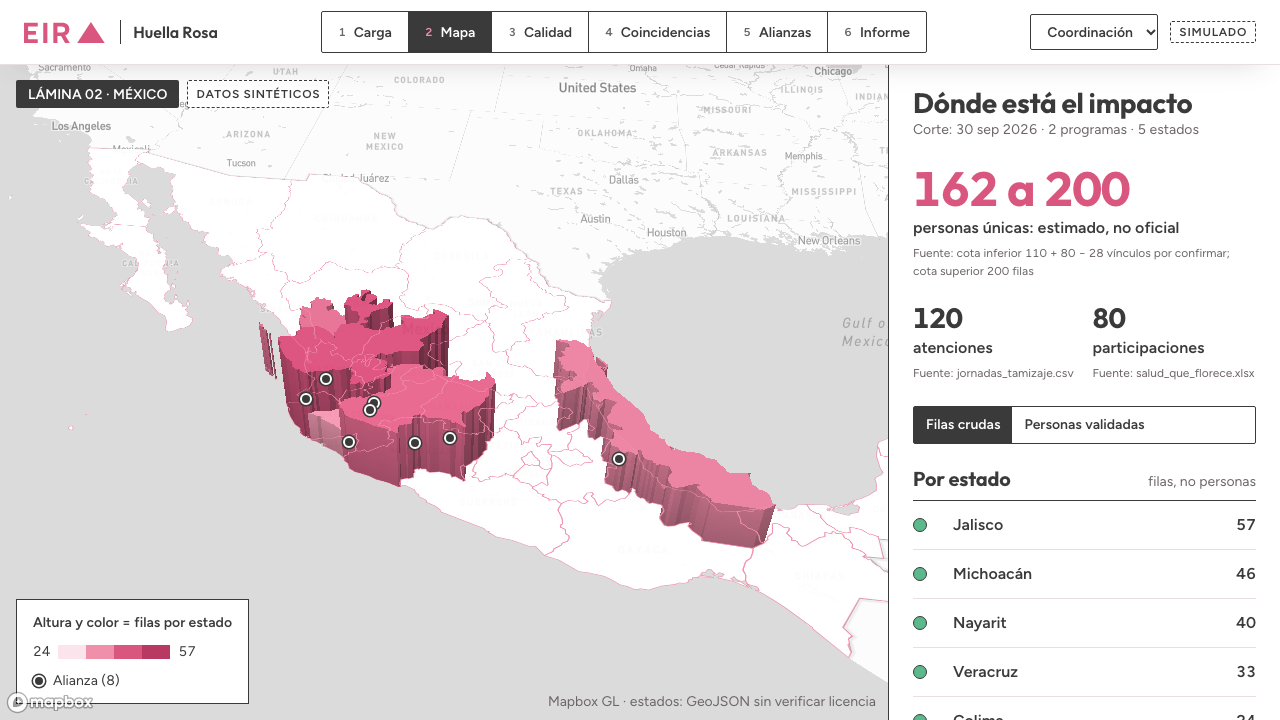 EIR
Huella Rosa
1 Carga
2 Mapa
3 Calidad
4 Coincidencias
5 Alianzas
6 Informe
Coordinación
SIMULADO
LÁMINA 02 · MÉXICO
DATOS SINTÉTICOS
Sacramento
UTAH
COLORADO
United States
Omaha
Chicago
ILLINOIS
MISSOURI
Los Angeles
ARIZONA
NEW
MEXICO
OKLAHOMA
ARKANSAS
Memphis
Tucson
TEXAS
Dallas
MISSISSIPPI
Austin
LOUISIANA
Houston
New Orleans
Altura y color = filas por estado
24
57
Alianza (8)
mapbox
Mapbox GL · estados: GeoJSON sin verificar licencia
Dónde está el impacto
Corte: 30 sep 2026 · 2 programas · 5 estados
162 a 200
personas únicas: estimado, no oficial
Fuente: cota inferior 110 + 80 − 28 vínculos por confirmar;
cota superior 200 filas
120
atenciones
Fuente: jornadas_tamizaje.csv
80
participaciones
Fuente: salud_que_florece.xlsx
Filas crudas
Personas validadas
Por estado
filas, no personas
Jalisco 57
Michoacán 46
Nayarit 40
Veracruz 33